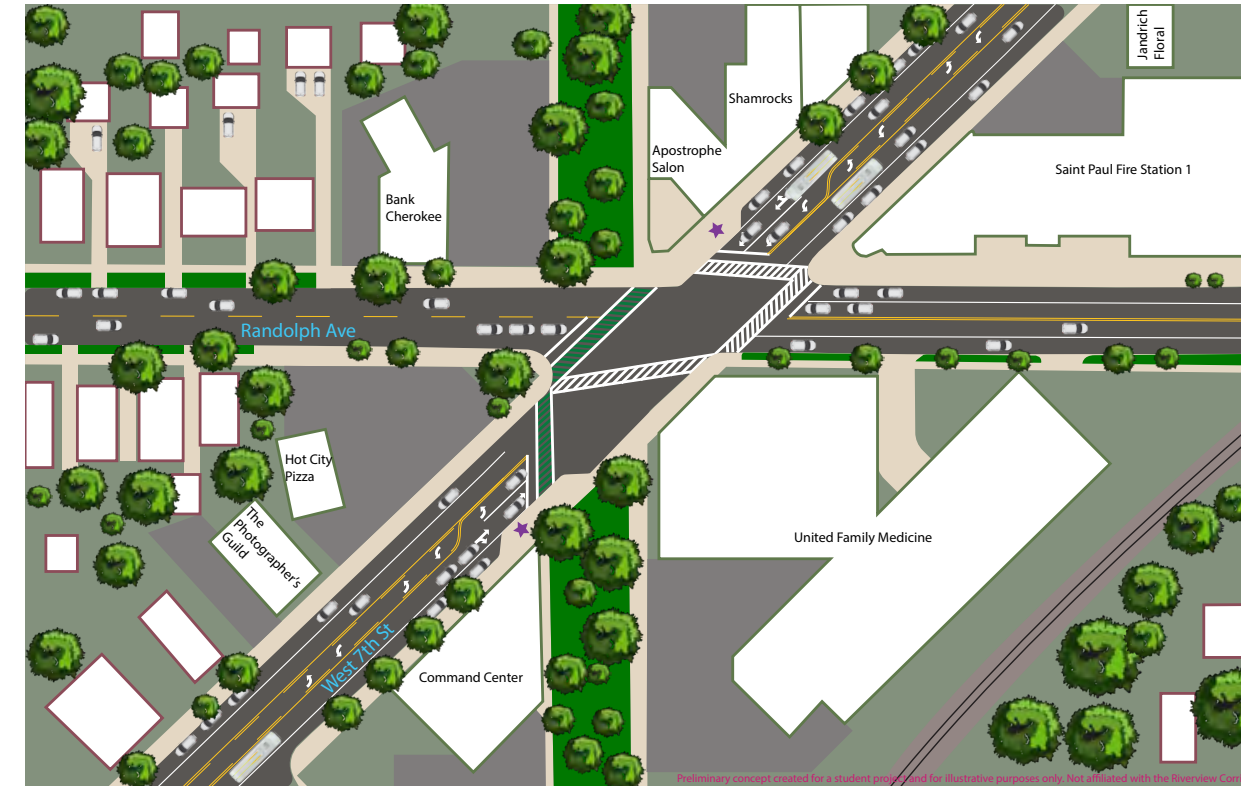 Jandrich
Floral
Shamrocks
Apostrophe
Salon
Saint Paul Fire Station 1
Bank
Cherokee
Randolph Ave
Hot City
Pizza
The
Photographer's
Guild
United Family Medicine
West 7th St
Command Center
Preliminary concept created for a student project and for illustrative purposes only. Not affiliated with the Riverview Corri